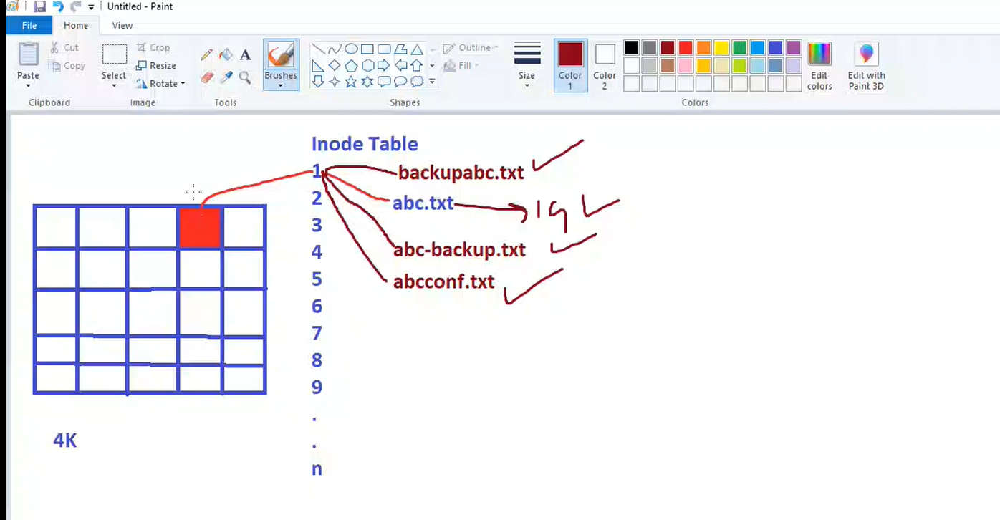 Untitled - Paint
File Home View
Cut
Copy
Paste
Clipboard
Select
Crop
Resize
Rotate
Image
A
Tools
Brushes
Shapes
Outline
Fill
Size
Color 1
Color 2
Colors
Edit colors
Edit with Paint 3D
Inode Table
1
backupabc.txt
2
abc.txt
3
4
abc-backup.txt
5
abcconf.txt
6
7
8
9
.
.
n
4K